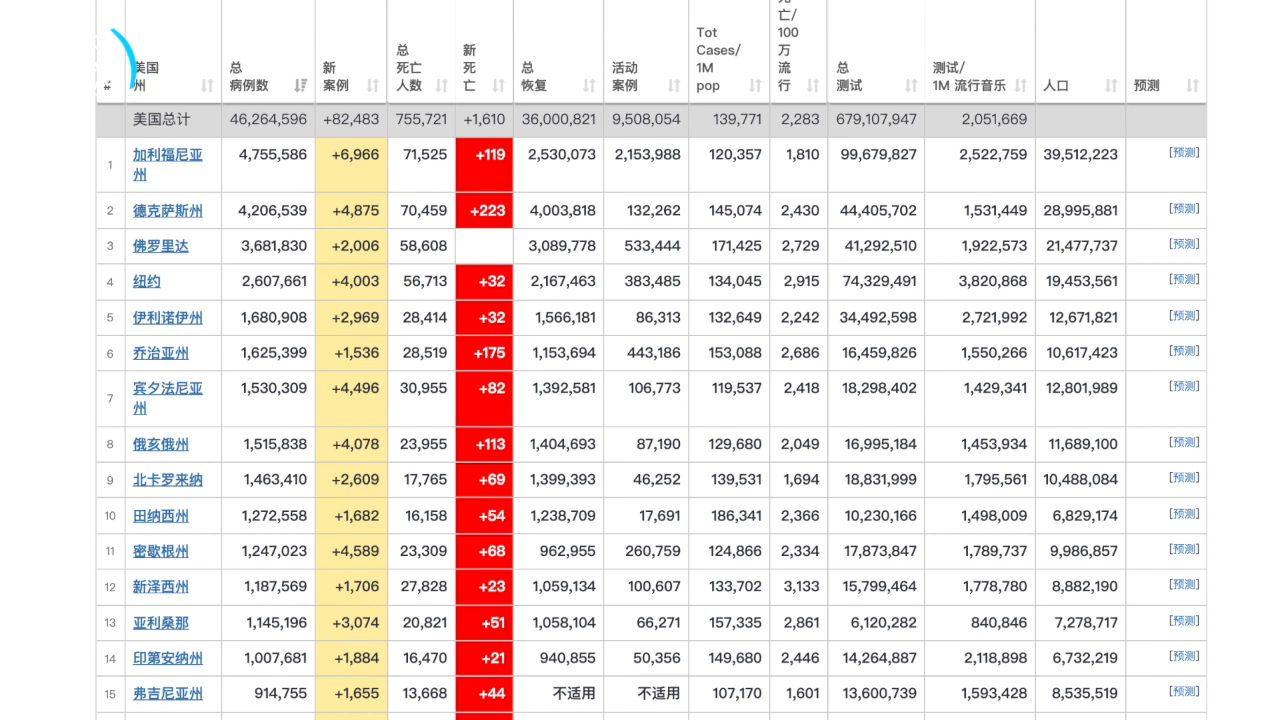 亡/
100
万
流
行
Tot
Cases/
1M
pop
总
死亡
人数
新
死
亡
# 美国
州
总
病例数
新
案例
总
恢复
活动
案例
总
测试
测试/
1M 流行音乐
人口
预测
美国总计 46,264,596 +82,483 755,721 +1,610 36,000,821 9,508,054 139,771 2,283 679,107,947 2,051,669
1 加利福尼亚
州 4,755,586 +6,966 71,525 +119 2,530,073 2,153,988 120,357 1,810 99,679,827 2,522,759 39,512,223 [预测]
2 德克萨斯州 4,206,539 +4,875 70,459 +223 4,003,818 132,262 145,074 2,430 44,405,702 1,531,449 28,995,881 [预测]
3 佛罗里达 3,681,830 +2,006 58,608 3,089,778 533,444 171,425 2,729 41,292,510 1,922,573 21,477,737 [预测]
4 纽约 2,607,661 +4,003 56,713 +32 2,167,463 383,485 134,045 2,915 74,329,491 3,820,868 19,453,561 [预测]
5 伊利诺伊州 1,680,908 +2,969 28,414 +32 1,566,181 86,313 132,649 2,242 34,492,598 2,721,992 12,671,821 [预测]
6 乔治亚州 1,625,399 +1,536 28,519 +175 1,153,694 443,186 153,088 2,686 16,459,826 1,550,266 10,617,423 [预测]
7 宾夕法尼亚
州 1,530,309 +4,496 30,955 +82 1,392,581 106,773 119,537 2,418 18,298,402 1,429,341 12,801,989 [预测]
8 俄亥俄州 1,515,838 +4,078 23,955 +113 1,404,693 87,190 129,680 2,049 16,995,184 1,453,934 11,689,100 [预测]
9 北卡罗来纳 1,463,410 +2,609 17,765 +69 1,399,393 46,252 139,531 1,694 18,831,999 1,795,561 10,488,084 [预测]
10 田纳西州 1,272,558 +1,682 16,158 +54 1,238,709 17,691 186,341 2,366 10,230,166 1,498,009 6,829,174 [预测]
11 密歇根州 1,247,023 +4,589 23,309 +68 962,955 260,759 124,866 2,334 17,873,847 1,789,737 9,986,857 [预测]
12 新泽西州 1,187,569 +1,706 27,828 +23 1,059,134 100,607 133,702 3,133 15,799,464 1,778,780 8,882,190 [预测]
13 亚利桑那 1,145,196 +3,074 20,821 +51 1,058,104 66,271 157,335 2,861 6,120,282 840,846 7,278,717 [预测]
14 印第安纳州 1,007,681 +1,884 16,470 +21 940,855 50,356 149,680 2,446 14,264,887 2,118,898 6,732,219 [预测]
15 弗吉尼亚州 914,755 +1,655 13,668 +44 不适用 不适用 107,170 1,601 13,600,739 1,593,428 8,535,519 [预测]